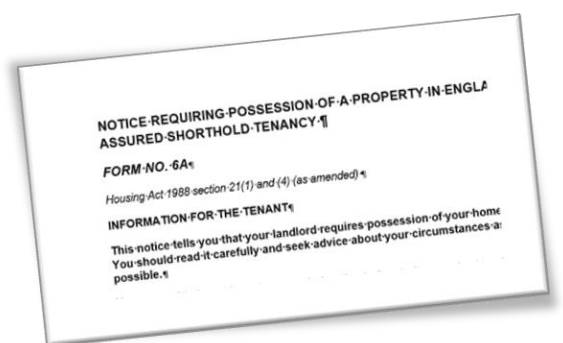 NOTICE·REQUIRING·POSSESSION·OF·A·PROPERTY·IN·ENGLA
ASSURED·SHORTHOLD·TENANCY·¶
FORM·NO.·6A¶
Housing·Act·1988·section·21(1)·and·(4)·(as·amended)·¶
INFORMATION·FOR·THE·TENANT¶
This·notice·tells·you·that·your·landlord·requires·possession·of·your·home
You·should·read·it·carefully·and·seek·advice·about·your·circumstances·as
possible.¶